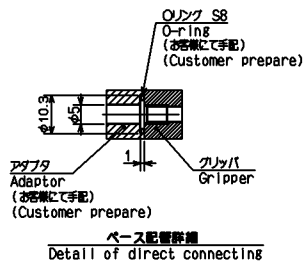 Oリング S8
O-ring
(お客様にて手配)
(Customer prepare)
φ10.3
φ5
1
アダプタ
Adaptor
(お客様にて手配)
(Customer prepare)
グリッパ
Gripper
ベース配管詳細
Detail of direct connecting